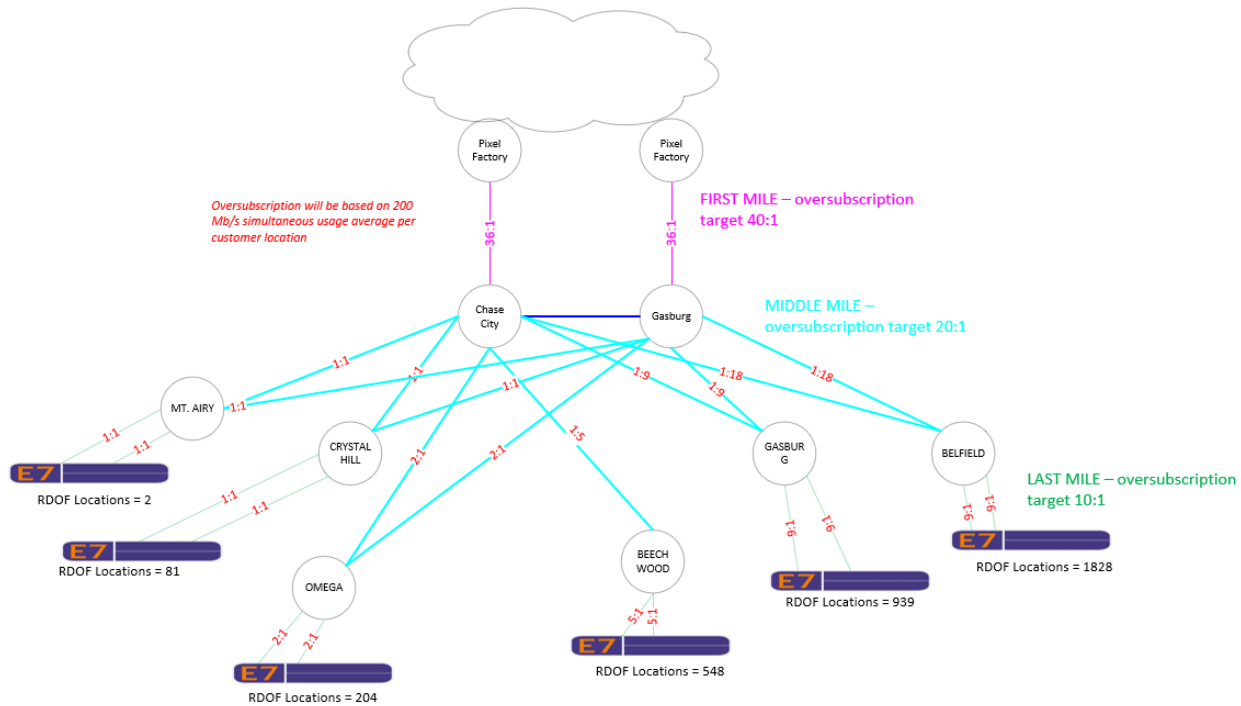 Pixel
Factory
Pixel
Factory
Oversubscription will be based on 200
Mb/s simultaneous usage average per
customer location
36:1
36:1
FIRST MILE – oversubscription
target 40:1
Chase
City
Gasburg
MIDDLE MILE –
oversubscription target 20:1
1:1
1:1
1:1
1:1
1:9
1:9
1:18
1:18
MT. AIRY
1:1
1:1
2:1
2:1
1:5
CRYSTAL
HILL
GASBUR
G
BELFIELD
E7
RDOF Locations = 2
1:1
1:1
9:1
9:1
9:1
9:1
LAST MILE – oversubscription
target 10:1
E7
RDOF Locations = 81
E7
RDOF Locations = 1828
OMEGA
BEECH
WOOD
E7
RDOF Locations = 939
2:1
2:1
5:1
5:1
E7
RDOF Locations = 204
E7
RDOF Locations = 548